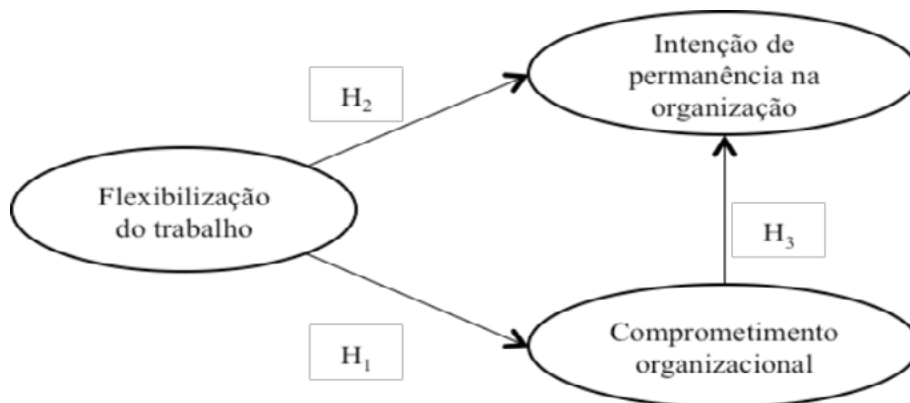 Intenção de
permanência na
organização
H₂
Flexibilização
do trabalho
H₃
Comprometimento
organizacional
H₁